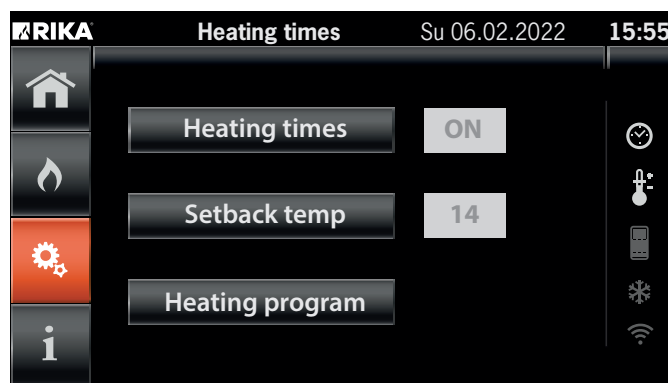 RIKA Heating times Su 06.02.2022 15:55
Heating times ON
Setback temp 14
Heating program
i